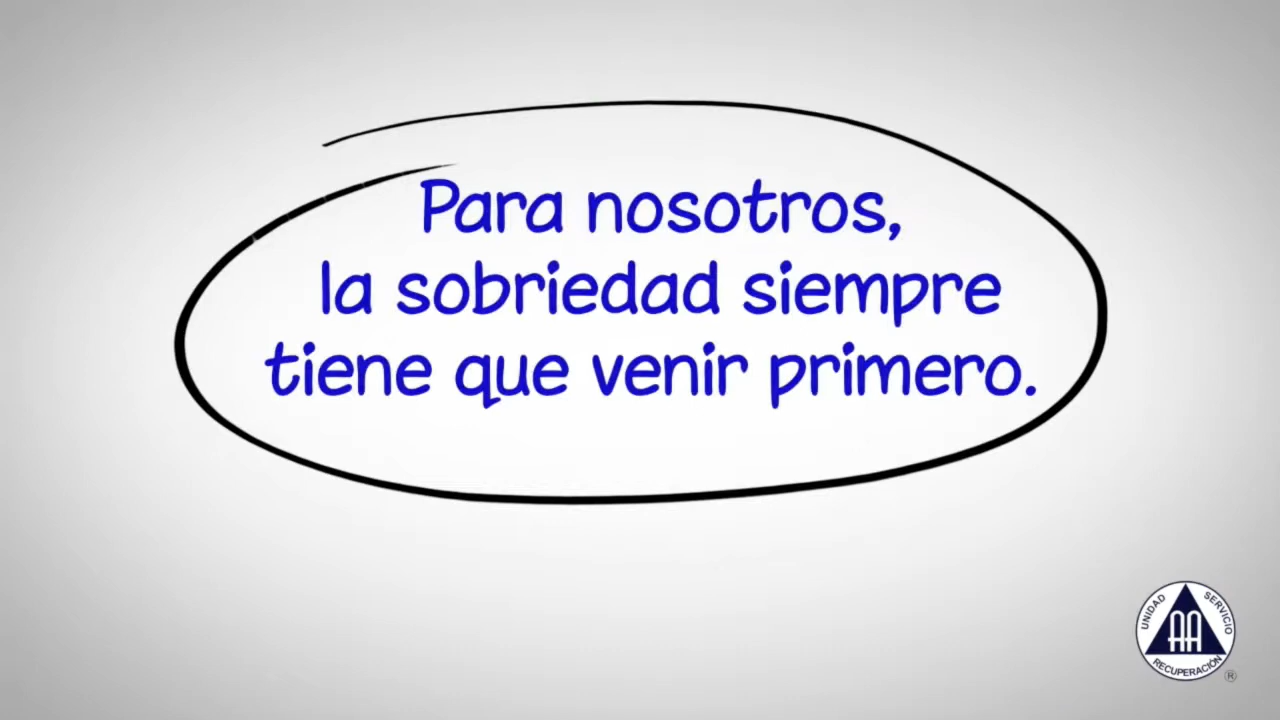 Para nosotros,
la sobriedad siempre
tiene que venir primero.
UNIDAD
SERVICIO
AA
RECUPERACIÓN
®